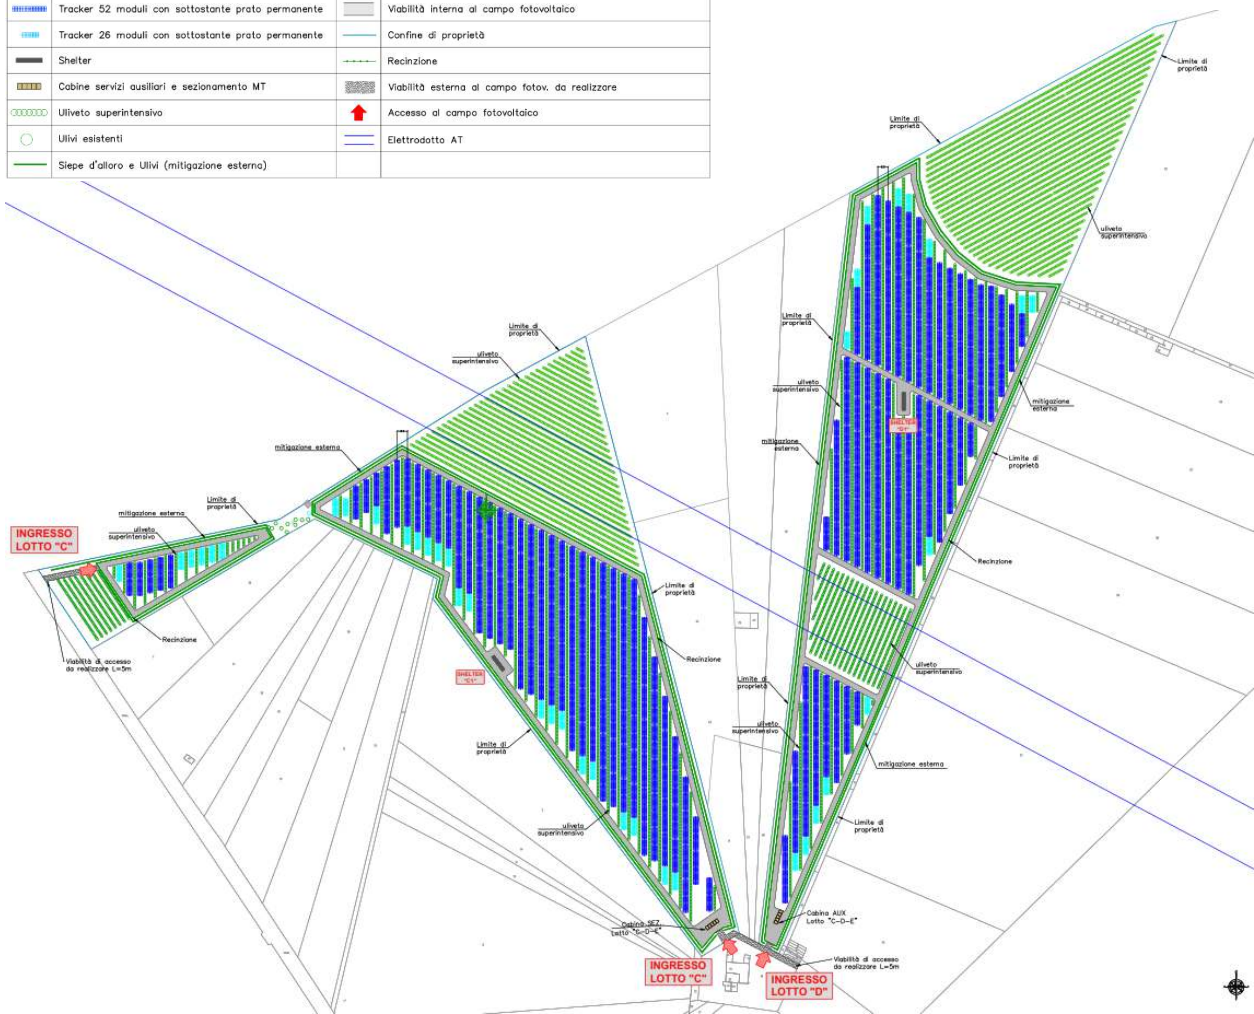 Tracker 52 moduli con sottostante prato permanente
Viabilità interna al campo fotovoltaico
Tracker 26 moduli con sottostante prato permanente
Confine di proprietà
Shelter
Recinzione
Cabine servizi ausiliari e sezionamento MT
Viabilità esterna al campo fotov. da realizzare
Uliveto superintensivo
Accesso al campo fotovoltaico
Ulivi esistenti
Elettrodotto AT
Siepe d'alloro e Ulivi (mitigazione esterna)
Limite di
proprietà
Limite di
proprietà
uliveto
superintensivo
Limite di
proprietà
Limite di
proprietà
uliveto
superintensivo
uliveto
superintensivo
mitigazione
esterna
SHELTER
"D1"
mitigazione
esterna
mitigazione esterna
Limite di
proprietà
Limite di
proprietà
mitigazione esterna
uliveto
superintensivo
INGRESSO
LOTTO "C"
Recinzione
Limite di
proprietà
Recinzione
Viabilità di accesso
da realizzare L=5m
Recinzione
uliveto
superintensivo
SHELTER
"C1"
Limite di
proprietà
uliveto
superintensivo
Limite di
proprietà
mitigazione esterna
uliveto
superintensivo
Limite di
proprietà
Cabina SEZ.
Lotto "C-D-E"
Cabina AUX
Lotto "C-D-E"
Viabilità di accesso
da realizzare L=5m
INGRESSO
LOTTO "C"
INGRESSO
LOTTO "D"